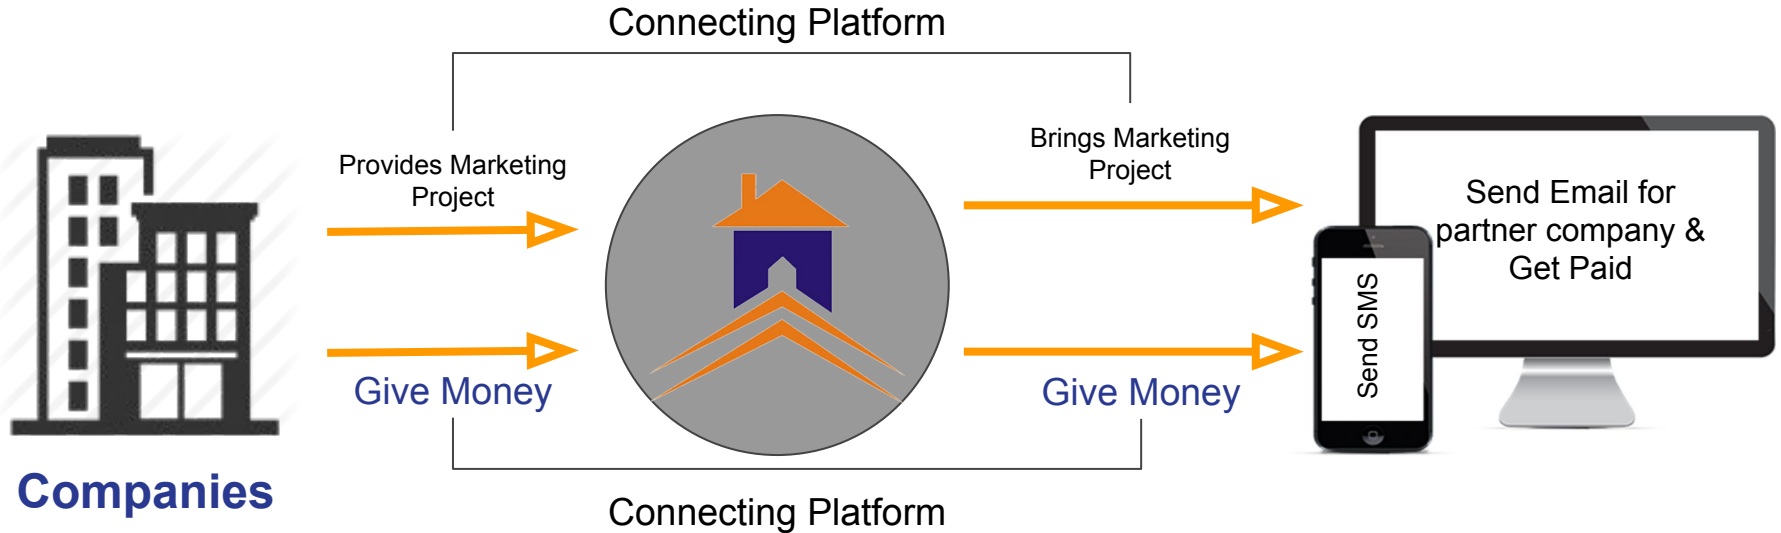 Connecting Platform
Provides Marketing
Project
Brings Marketing
Project
Send Email for
partner company &
Get Paid
Send SMS
Give Money
Give Money
Companies
Connecting Platform